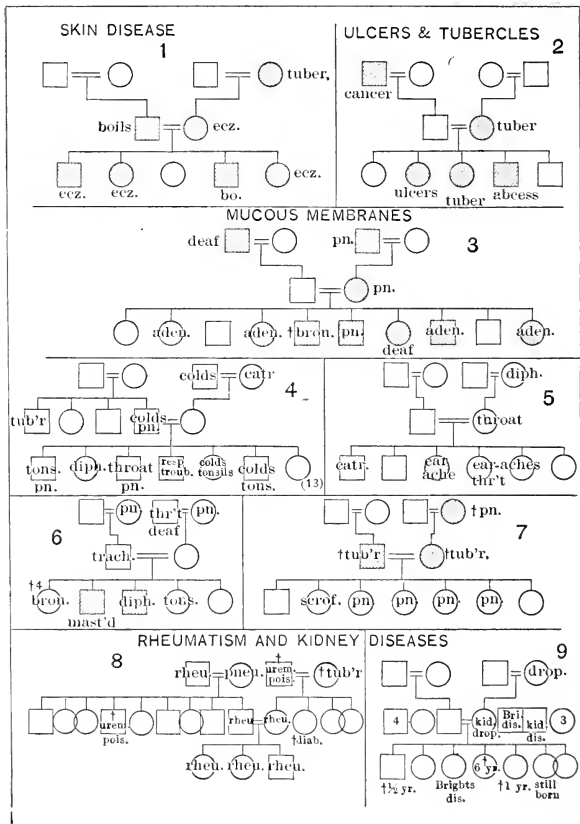 SKIN DISEASE
1
tuber,
boils
ecz.
ecz.
ecz.
bo.
ecz.
ULCERS & TUBERCLES
2
cancer
tuber
ulcers
tuber
abcess
MUCOUS MEMBRANES
3
deaf
pn.
pn.
aden.
aden.
†bron.
pn.
deaf
aden.
aden.
4
colds
catr
tub'r
colds
pn.
tons.
pn.
diph.
throat
pn.
resp
troub.
colds
tonsils
colds
tons.
(13)
5
diph.
throat
catr.
ear
ache
ear-aches
thr't
6
pn
thr't
deaf
pn.
trach.
†4
bron.
mast'd
diph.
tons.
7
†pn.
†tub'r
†tub'r,
scrof.
pn.
pn.
pn.
pn.
RHEUMATISM AND KIDNEY DISEASES
8
rheu.
pneu.
†
urem.
pois.
†tub'r
†
urem.
pois.
rheu
rheu.
†diab.
rheu.
rheu.
rheu.
9
drop.
4
kid.
drop.
Bri.
dis.
kid.
dis.
3
†½ yr.
Brights
dis.
†
6 yr.
†1 yr.
still
born